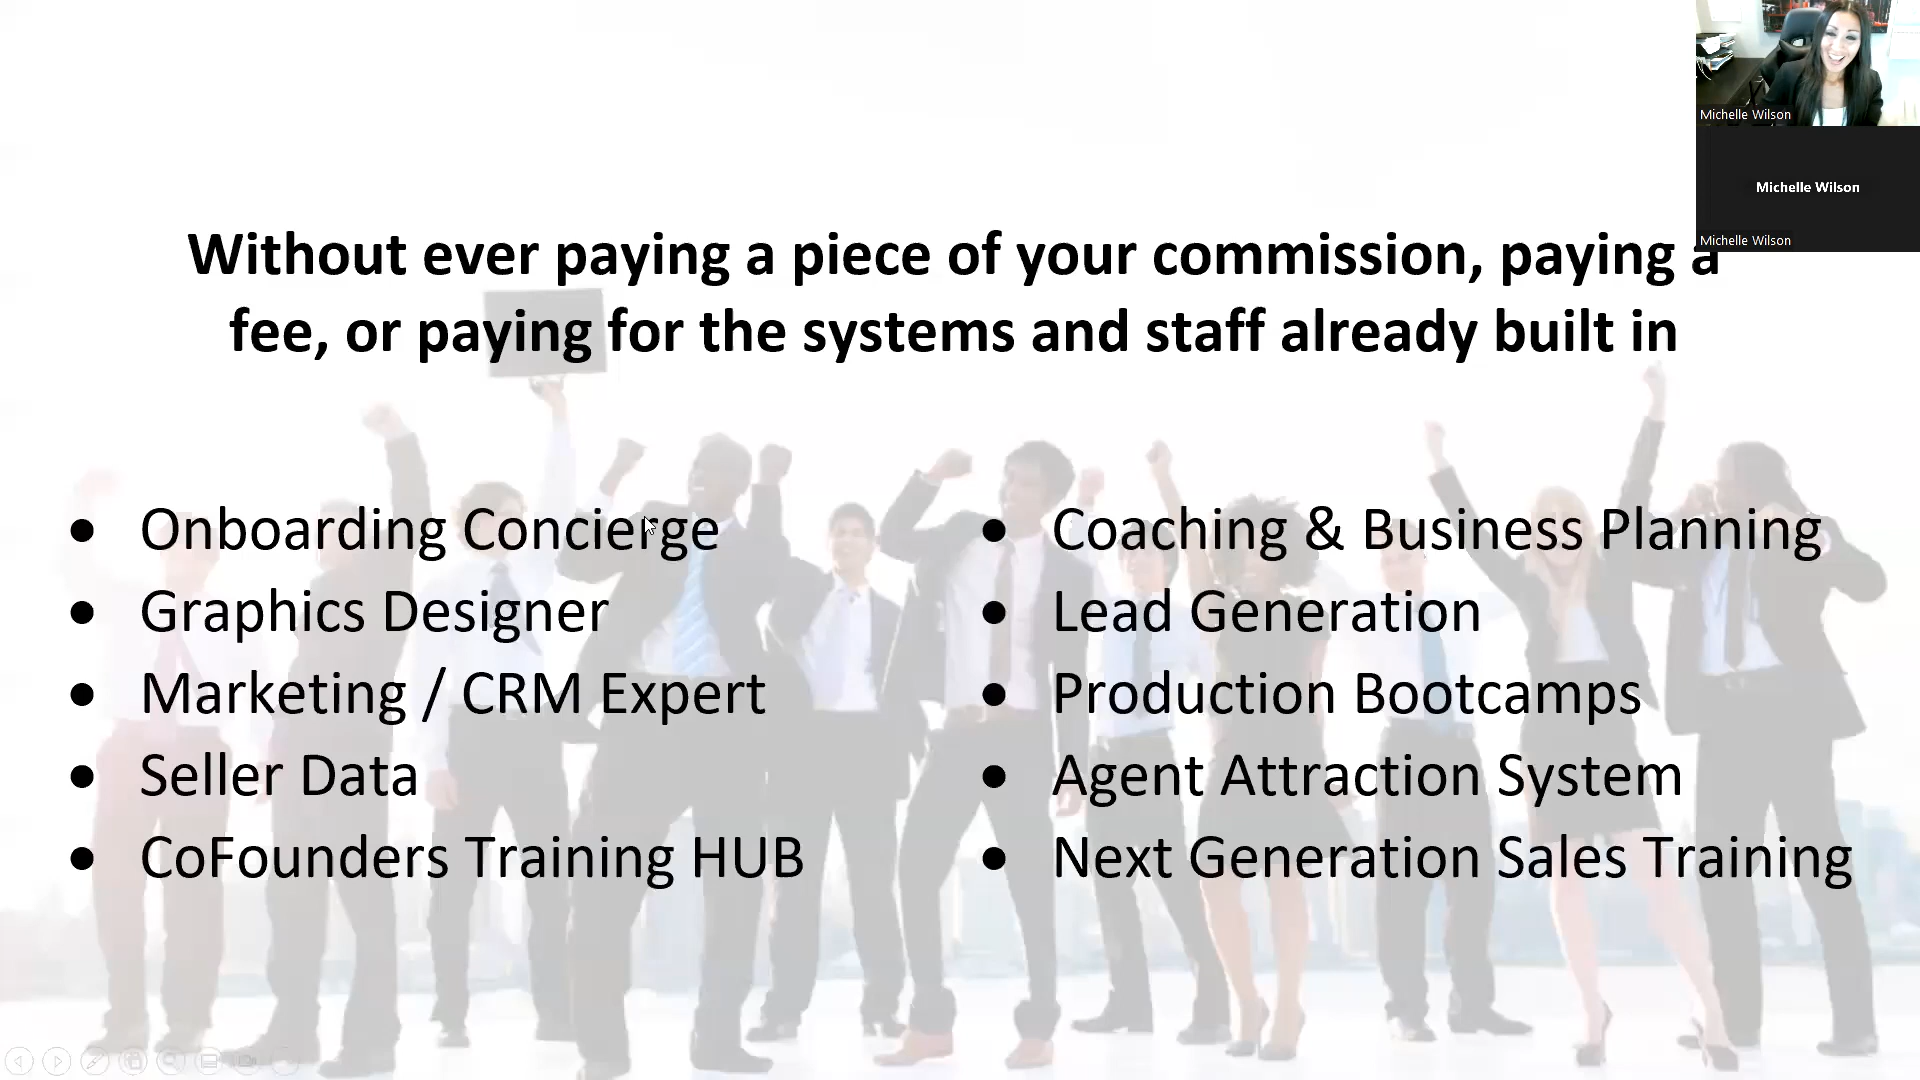 Michelle Wilson
Michelle Wilson
Michelle Wilson
Without ever paying a piece of your commission, paying a
fee, or paying for the systems and staff already built in
• Onboarding Concierge
• Graphics Designer
• Marketing / CRM Expert
• Seller Data
• CoFounders Training HUB
• Coaching & Business Planning
• Lead Generation
• Production Bootcamps
• Agent Attraction System
• Next Generation Sales Training